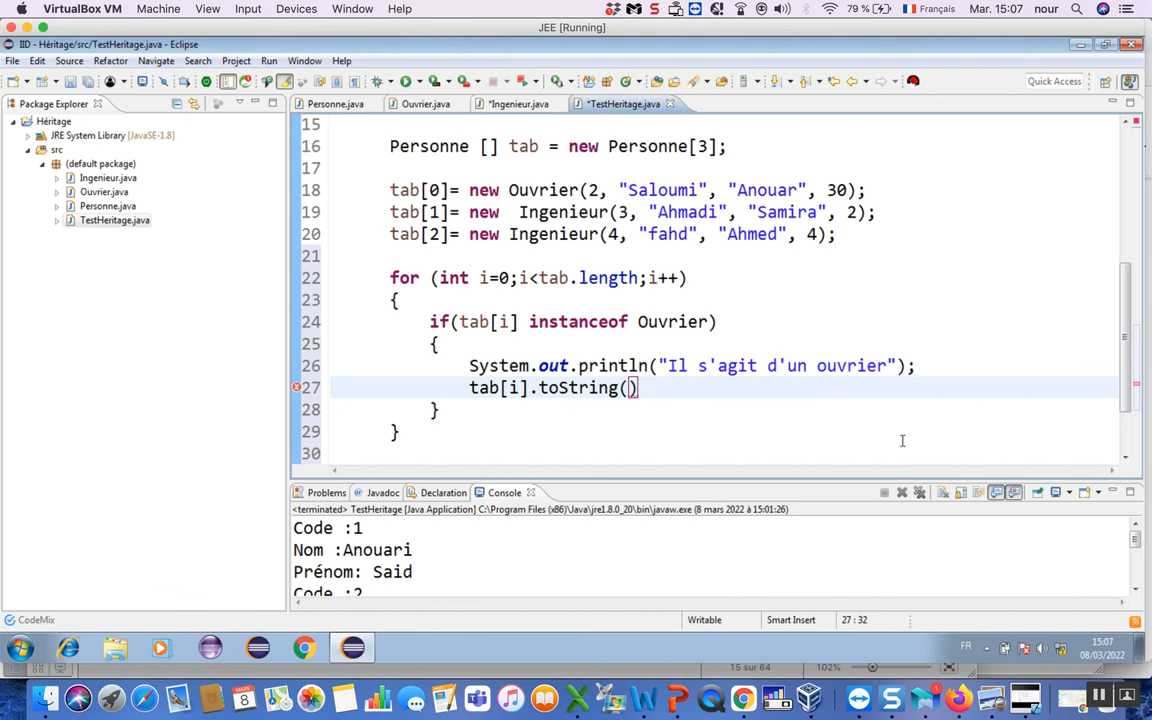 VirtualBox VM Machine View Input Devices Window Help
79 % Français Mar. 15:07 nour
JEE [Running]
IID - Héritage/src/TestHeritage.java - Eclipse
File Edit Source Refactor Navigate Search Project Run Window Help
Quick Access
Package Explorer
Personne.java Ouvrier.java *Ingenieur.java *TestHeritage.java
Héritage
JRE System Library [JavaSE-1.8]
src
(default package)
Ingenieur.java
Ouvrier.java
Personne.java
TestHeritage.java
15
16 Personne [] tab = new Personne[3];
17
18 tab[0]= new Ouvrier(2, "Saloumi", "Anouar", 30);
19 tab[1]= new Ingenieur(3, "Ahmadi", "Samira", 2);
20 tab[2]= new Ingenieur(4, "fahd", "Ahmed", 4);
21
22 for (int i=0;i<tab.length;i++)
23 {
24 if(tab[i] instanceof Ouvrier)
25 {
26 System.out.println("Il s'agit d'un ouvrier");
27 tab[i].toString()
28 }
29 }
30
Problems Javadoc Declaration Console
<terminated> TestHeritage [Java Application] C:\Program Files (x86)\Java\jre1.8.0_20\bin\javaw.exe (8 mars 2022 à 15:01:26)
Code :1
Nom :Anouari
Prénom: Said
Code :2
CodeMix
Writable Smart Insert 27 : 32
FR 15:07
08/03/2022
15 sur 64 102%